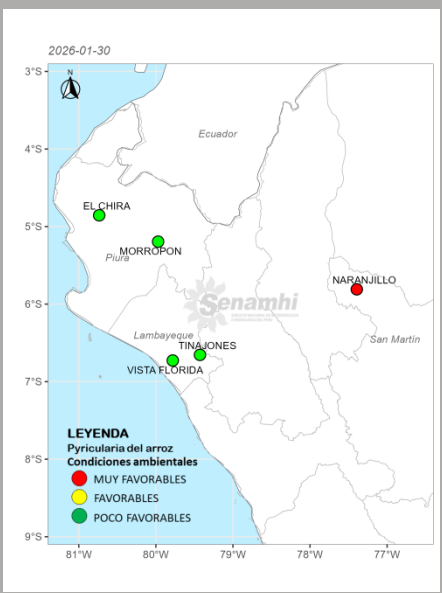 2026-01-30
N
3°S
Ecuador
4°S
EL CHIRA
5°S
MORROPON
Piura
NARANJILLO
6°S
Senamhi
Lambayeque
San Martín
TINAJONES
VISTA FLORIDA
7°S
LEYENDA
Pyricularia del arroz
Condiciones ambientales
MUY FAVORABLES
FAVORABLES
POCO FAVORABLES
8°S
9°S
81°W 80°W 79°W 78°W 77°W